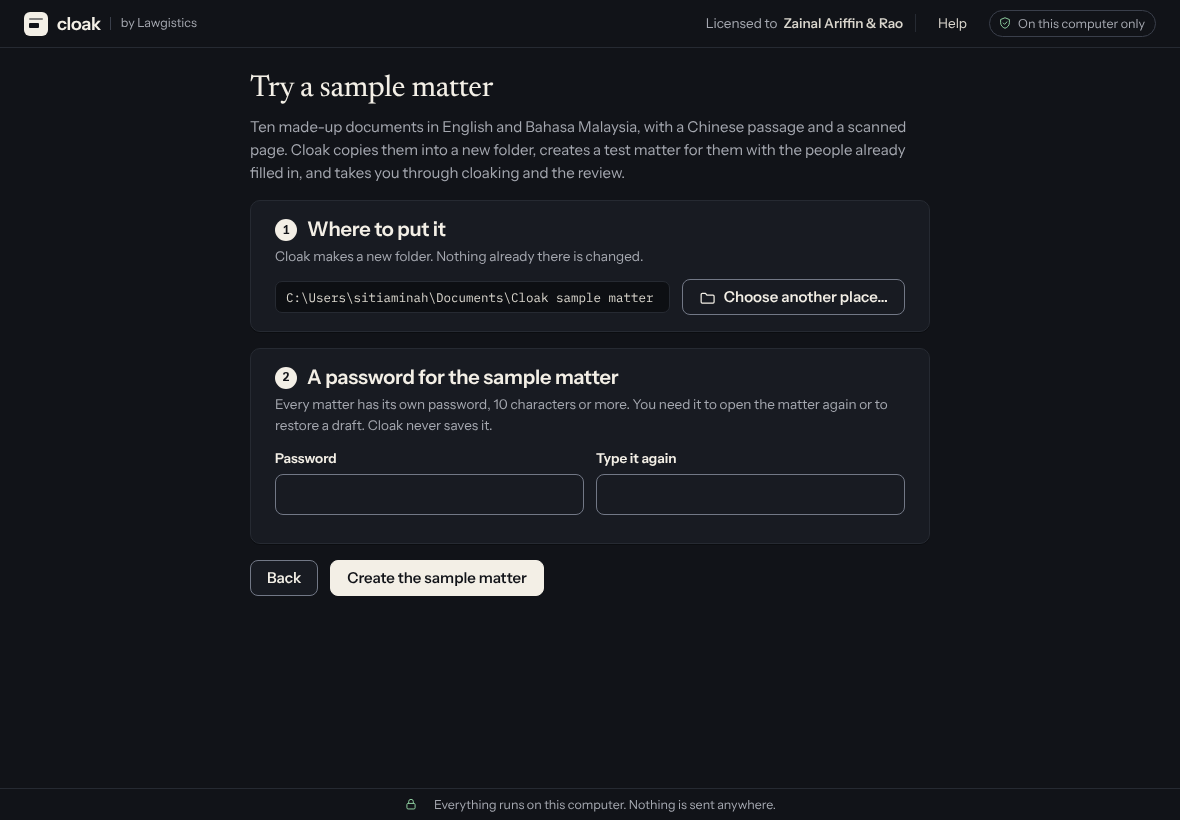 cloak by Lawgistics
Licensed to Zainal Ariffin & Rao Help On this computer only
Try a sample matter
Ten made-up documents in English and Bahasa Malaysia, with a Chinese passage and a scanned
page. Cloak copies them into a new folder, creates a test matter for them with the people already
filled in, and takes you through cloaking and the review.
1 Where to put it
Cloak makes a new folder. Nothing already there is changed.
C:\Users\sitiaminah\Documents\Cloak sample matter Choose another place...
2 A password for the sample matter
Every matter has its own password, 10 characters or more. You need it to open the matter again or to
restore a draft. Cloak never saves it.
Password Type it again
Back Create the sample matter
Everything runs on this computer. Nothing is sent anywhere.